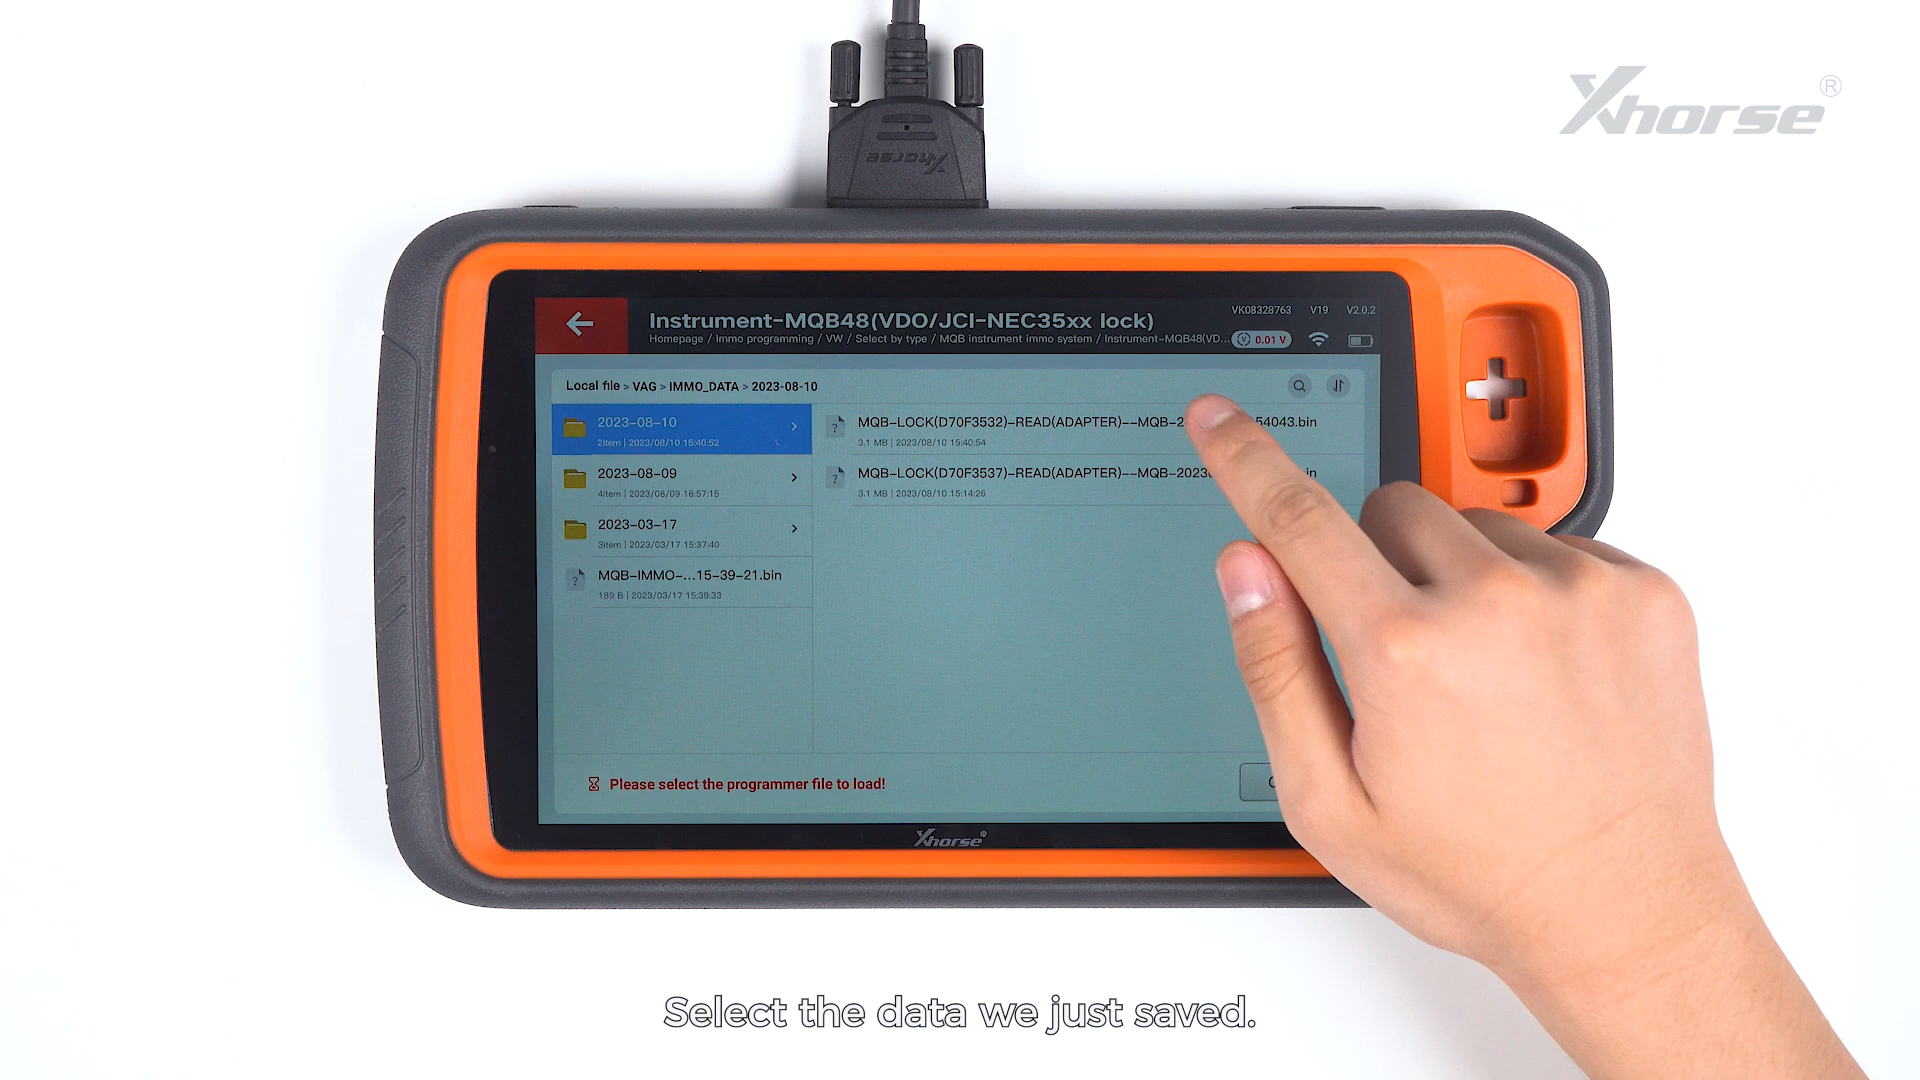 Xhorse®
Xhorse
Instrument-MQB48(VDO/JCI-NEC35xx lock)
VK08328763 V19 V2.0.2
Homepage / Immo programming / VW / Select by type / MQB instrument immo system / Instrument-MQB48(VD...
0.01 V
Local file > VAG > IMMO_DATA > 2023-08-10
2023-08-10
2Item | 2023/08/10 15:40:52
2023-08-09
4Item | 2023/08/09 16:57:15
2023-03-17
3Item | 2023/03/17 15:37:40
MQB-IMMO-...15-39-21.bin
189 B | 2023/03/17 15:39:33
MQB-LOCK(D70F3532)-READ(ADAPTER)--MQB-2 54043.bin
3.1 MB | 2023/08/10 15:40:54
MQB-LOCK(D70F3537)-READ(ADAPTER)--MQB-2023 in
3.1 MB | 2023/08/10 15:14:26
Please select the programmer file to load!
Xhorse®
Select the data we just saved.